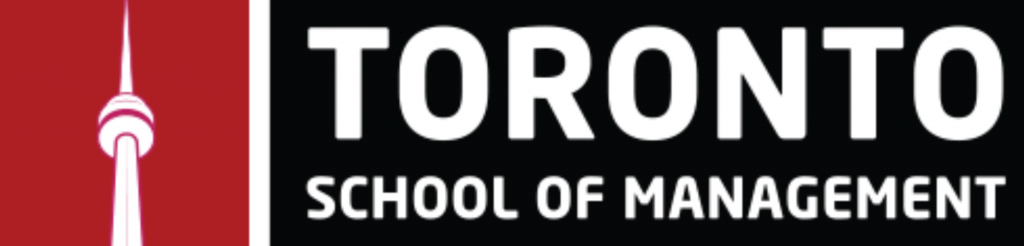 TORONTO
SCHOOL OF MANAGEMENT